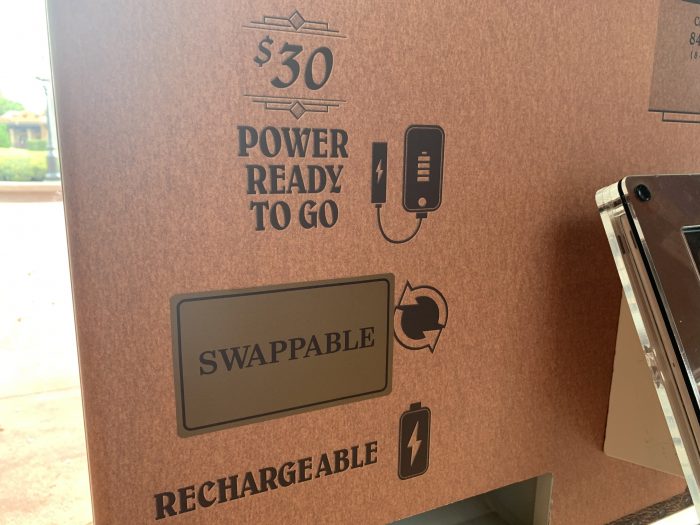 $30
POWER
READY
TO GO
SWAPPABLE
RECHARGEABLE